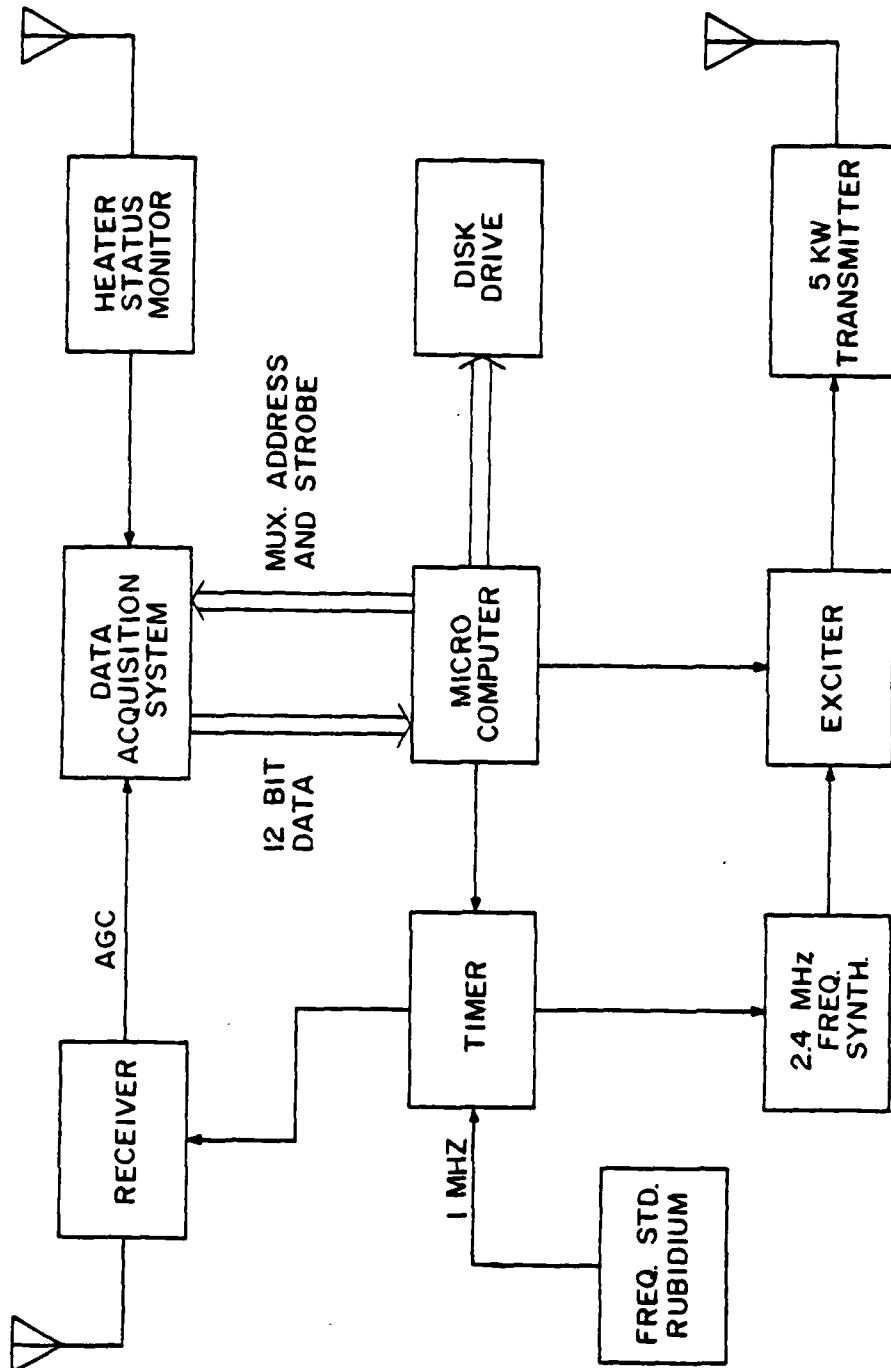 RECEIVER
AGC
DATA
ACQUISITION
SYSTEM
HEATER
STATUS
MONITOR
12 BIT
DATA
MUX. ADDRESS
AND STROBE
1 MHZ
TIMER
MICRO
COMPUTER
DISK
DRIVE
FREQ. STD.
RUBIDIUM
2.4 MHz
FREQ.
SYNTH.
EXCITER
5 KW
TRANSMITTER